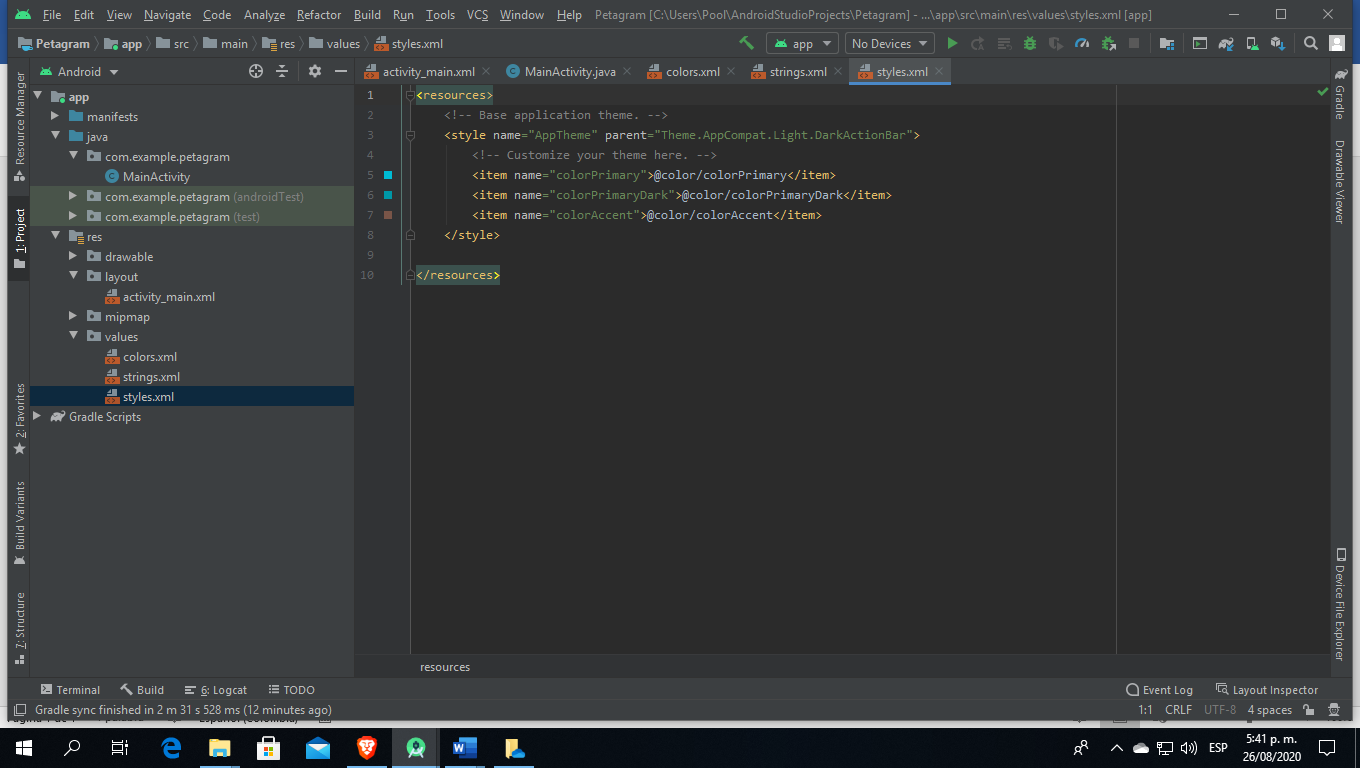 File Edit View Navigate Code Analyze Refactor Build Run Tools VCS Window Help Petagram [C:\Users\Pool\AndroidStudioProjects\Petagram] - ...\app\src\main\res\values\styles.xml [app]
Petagram app src main res values styles.xml app No Devices
Android
activity_main.xml MainActivity.java colors.xml strings.xml styles.xml
Resource Manager
1: Project
2: Favorites
Build Variants
7: Structure
app
manifests
java
com.example.petagram
MainActivity
com.example.petagram (androidTest)
com.example.petagram (test)
res
drawable
layout
activity_main.xml
mipmap
values
colors.xml
strings.xml
styles.xml
Gradle Scripts
1 <resources>
2 <!-- Base application theme. -->
3 <style name="AppTheme" parent="Theme.AppCompat.Light.DarkActionBar">
4 <!-- Customize your theme here. -->
5 <item name="colorPrimary">@color/colorPrimary</item>
6 <item name="colorPrimaryDark">@color/colorPrimaryDark</item>
7 <item name="colorAccent">@color/colorAccent</item>
8 </style>
9
10 </resources>
resources
Gradle
Drawable Viewer
Device File Explorer
Terminal Build 6: Logcat TODO Event Log Layout Inspector
Gradle sync finished in 2 m 31 s 528 ms (12 minutes ago) 1:1 CRLF UTF-8 4 spaces
ESP
5:41 p. m.
26/08/2020